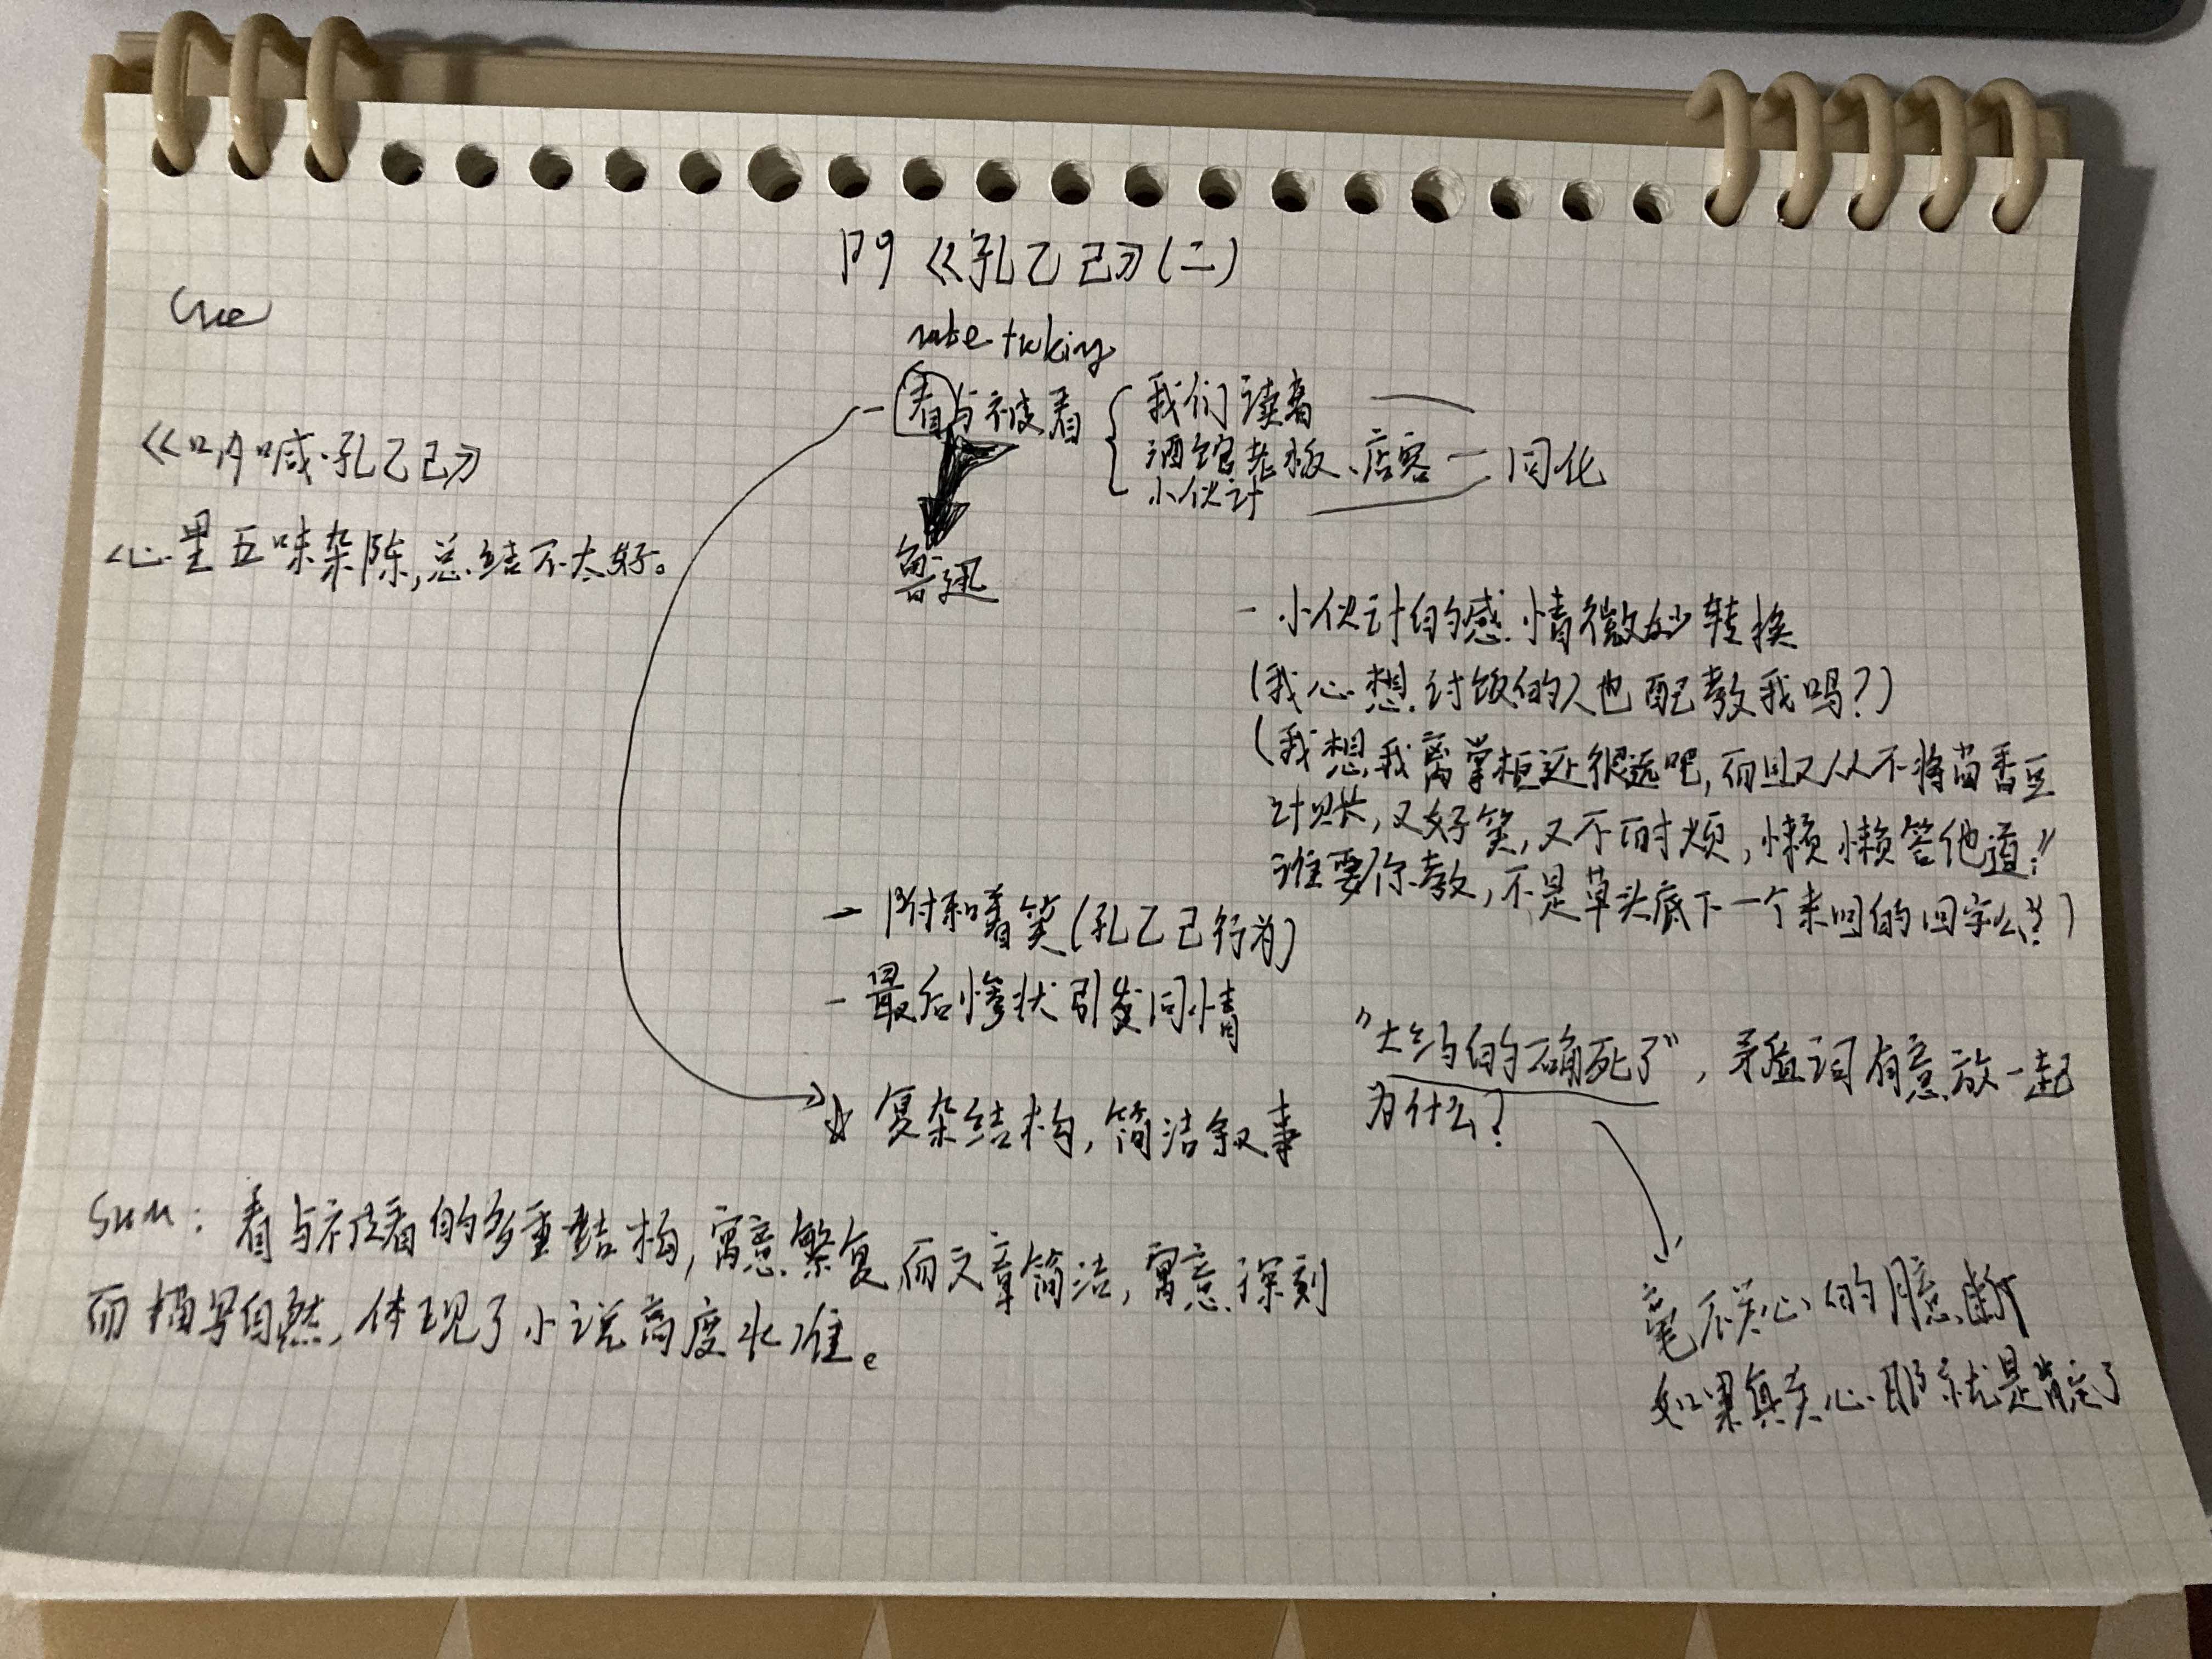 P9《孔乙己》(二)
Cue
note taking
《呐喊·孔乙己》
心里五味杂陈,总结不太好。
- 看与被看
我们读者
酒馆老板、店客
小伙计
同化
鲁迅
- 小伙计的感情微妙转换
(我心想讨饭的人也配教我吗?)
(我想,我离掌柜还很远吧,而且又从不将茴香豆
计账,又好笑,又不耐烦,懒懒答他道:“
谁要你教,不是草头底下一个来回的回字么?”)
- 附和着笑(孔乙己行为)
- 最后惨状引发同情
☆ 复杂结构,简洁叙事
“大约的确死了”,矛盾词有意放一起
为什么?
毫不关心的臆断
如果真关心那就是肯定了
Sum: 看与被看的多重结构,寓意繁复而文章简洁,寓意深刻
而描写自然,体现了小说高度水准。